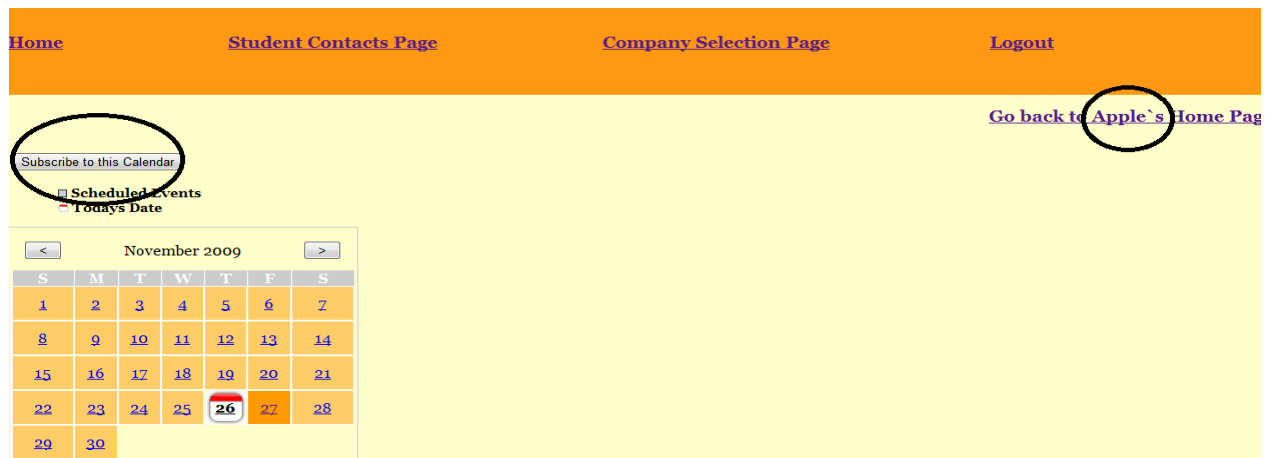 Home Student Contacts Page Company Selection Page Logout
Go back to Apple`s Home Pag
Subscribe to this Calendar
Scheduled Events
Todays Date
< November 2009 >
S M T W T F S
1 2 3 4 5 6 7
8 9 10 11 12 13 14
15 16 17 18 19 20 21
22 23 24 25 26 27 28
29 30